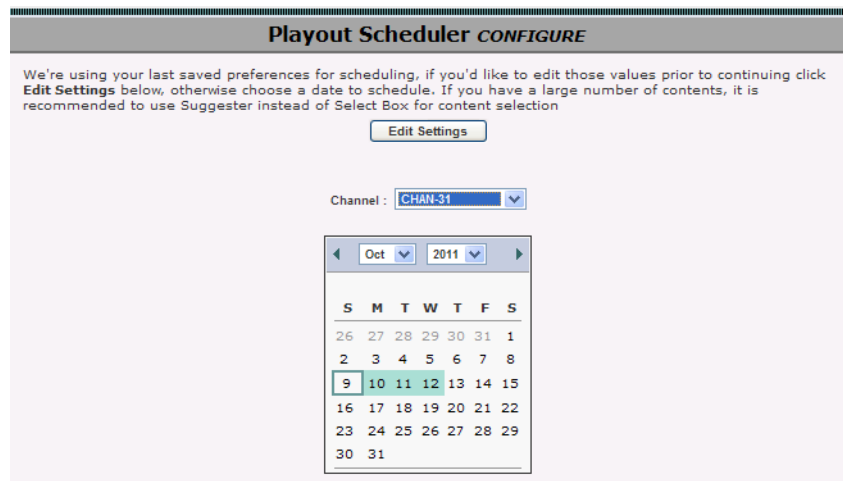 Playout Scheduler CONFIGURE
We're using your last saved preferences for scheduling, if you'd like to edit those values prior to continuing click
Edit Settings below, otherwise choose a date to schedule. If you have a large number of contents, it is
recommended to use Suggester instead of Select Box for content selection
Edit Settings
Channel : CHAN-31
Oct 2011
S M T W T F S
26 27 28 29 30 31 1
2 3 4 5 6 7 8
9 10 11 12 13 14 15
16 17 18 19 20 21 22
23 24 25 26 27 28 29
30 31